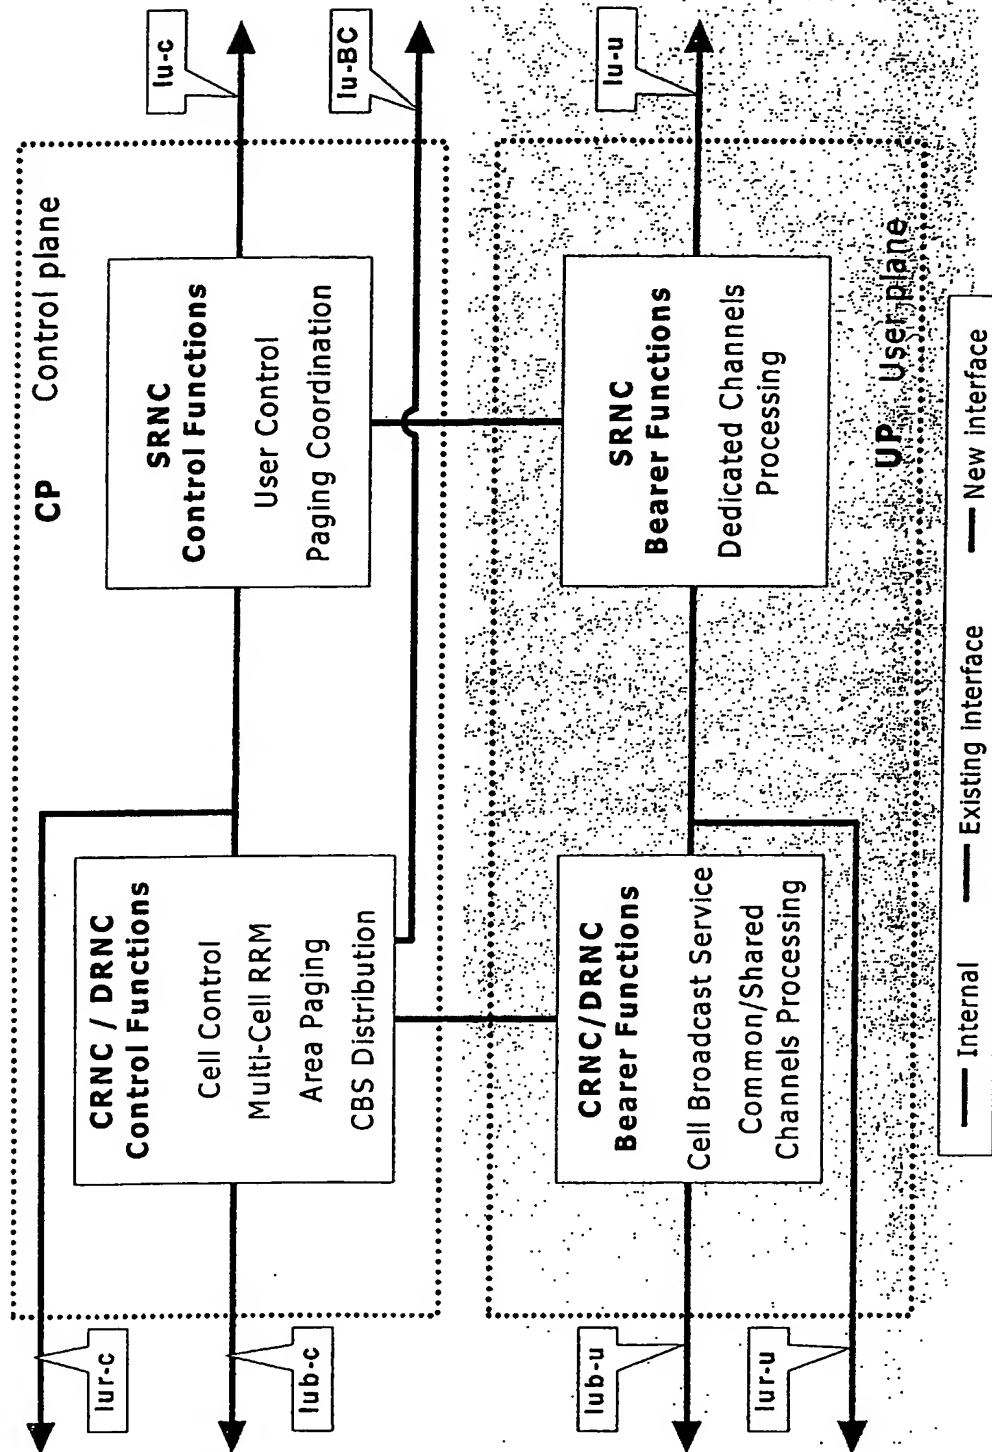 CP Control plane
Iur-c
Iub-c
CRNC / DRNC
Control Functions
Cell Control
Multi-Cell RRM
Area Paging
CBS Distribution
SRNC
Control Functions
User Control
Paging Coordination
Iu-c
Iu-BC
Iub-u
Iur-u
CRNC/DRNC
Bearer Functions
Cell Broadcast Service
Common/Shared
Channels Processing
SRNC
Bearer Functions
Dedicated Channels
Processing
Iu-u
UP User plane
Internal
Existing Interface
New interface